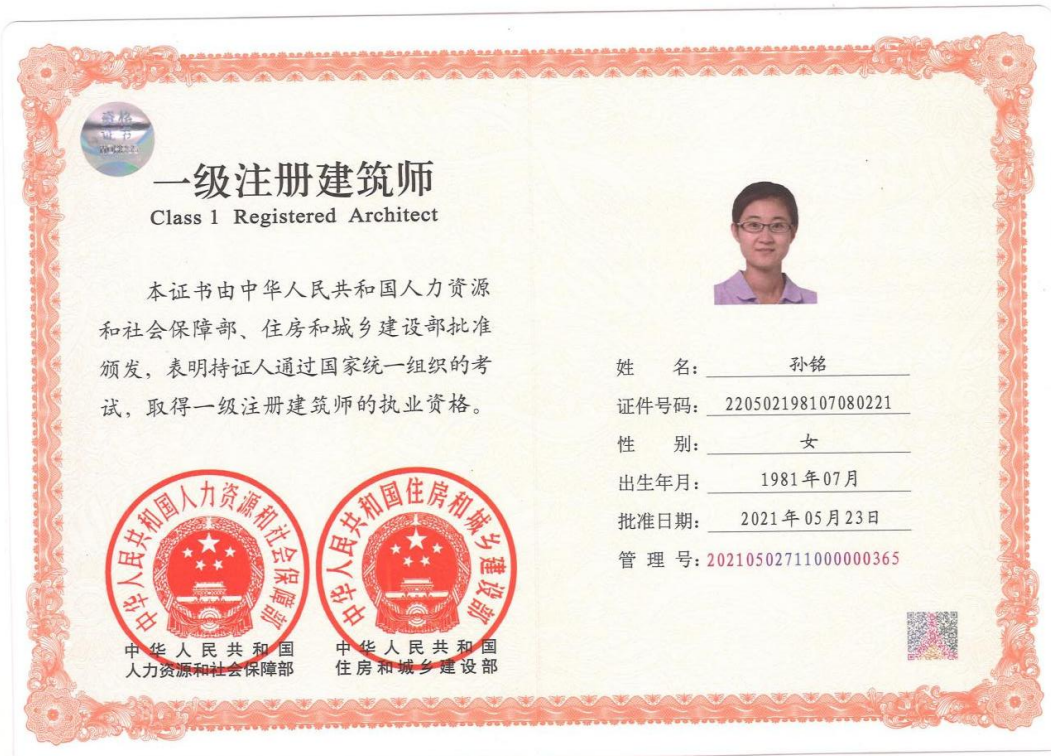 资格
证书
一级注册建筑师
Class 1 Registered Architect
本证书由中华人民共和国人力资源
和社会保障部、住房和城乡建设部批准
颁发，表明持证人通过国家统一组织的考
试，取得一级注册建筑师的执业资格。
中华人民共和国人力资源和社会保障部
中华人民共和国住房和城乡建设部
中华人民共和国
人力资源和社会保障部
中华人民共和国
住房和城乡建设部
姓 名：孙铭
证件号码：220502198107080221
性 别：女
出生年月：1981年07月
批准日期：2021年05月23日
管 理 号：20210502711000000365